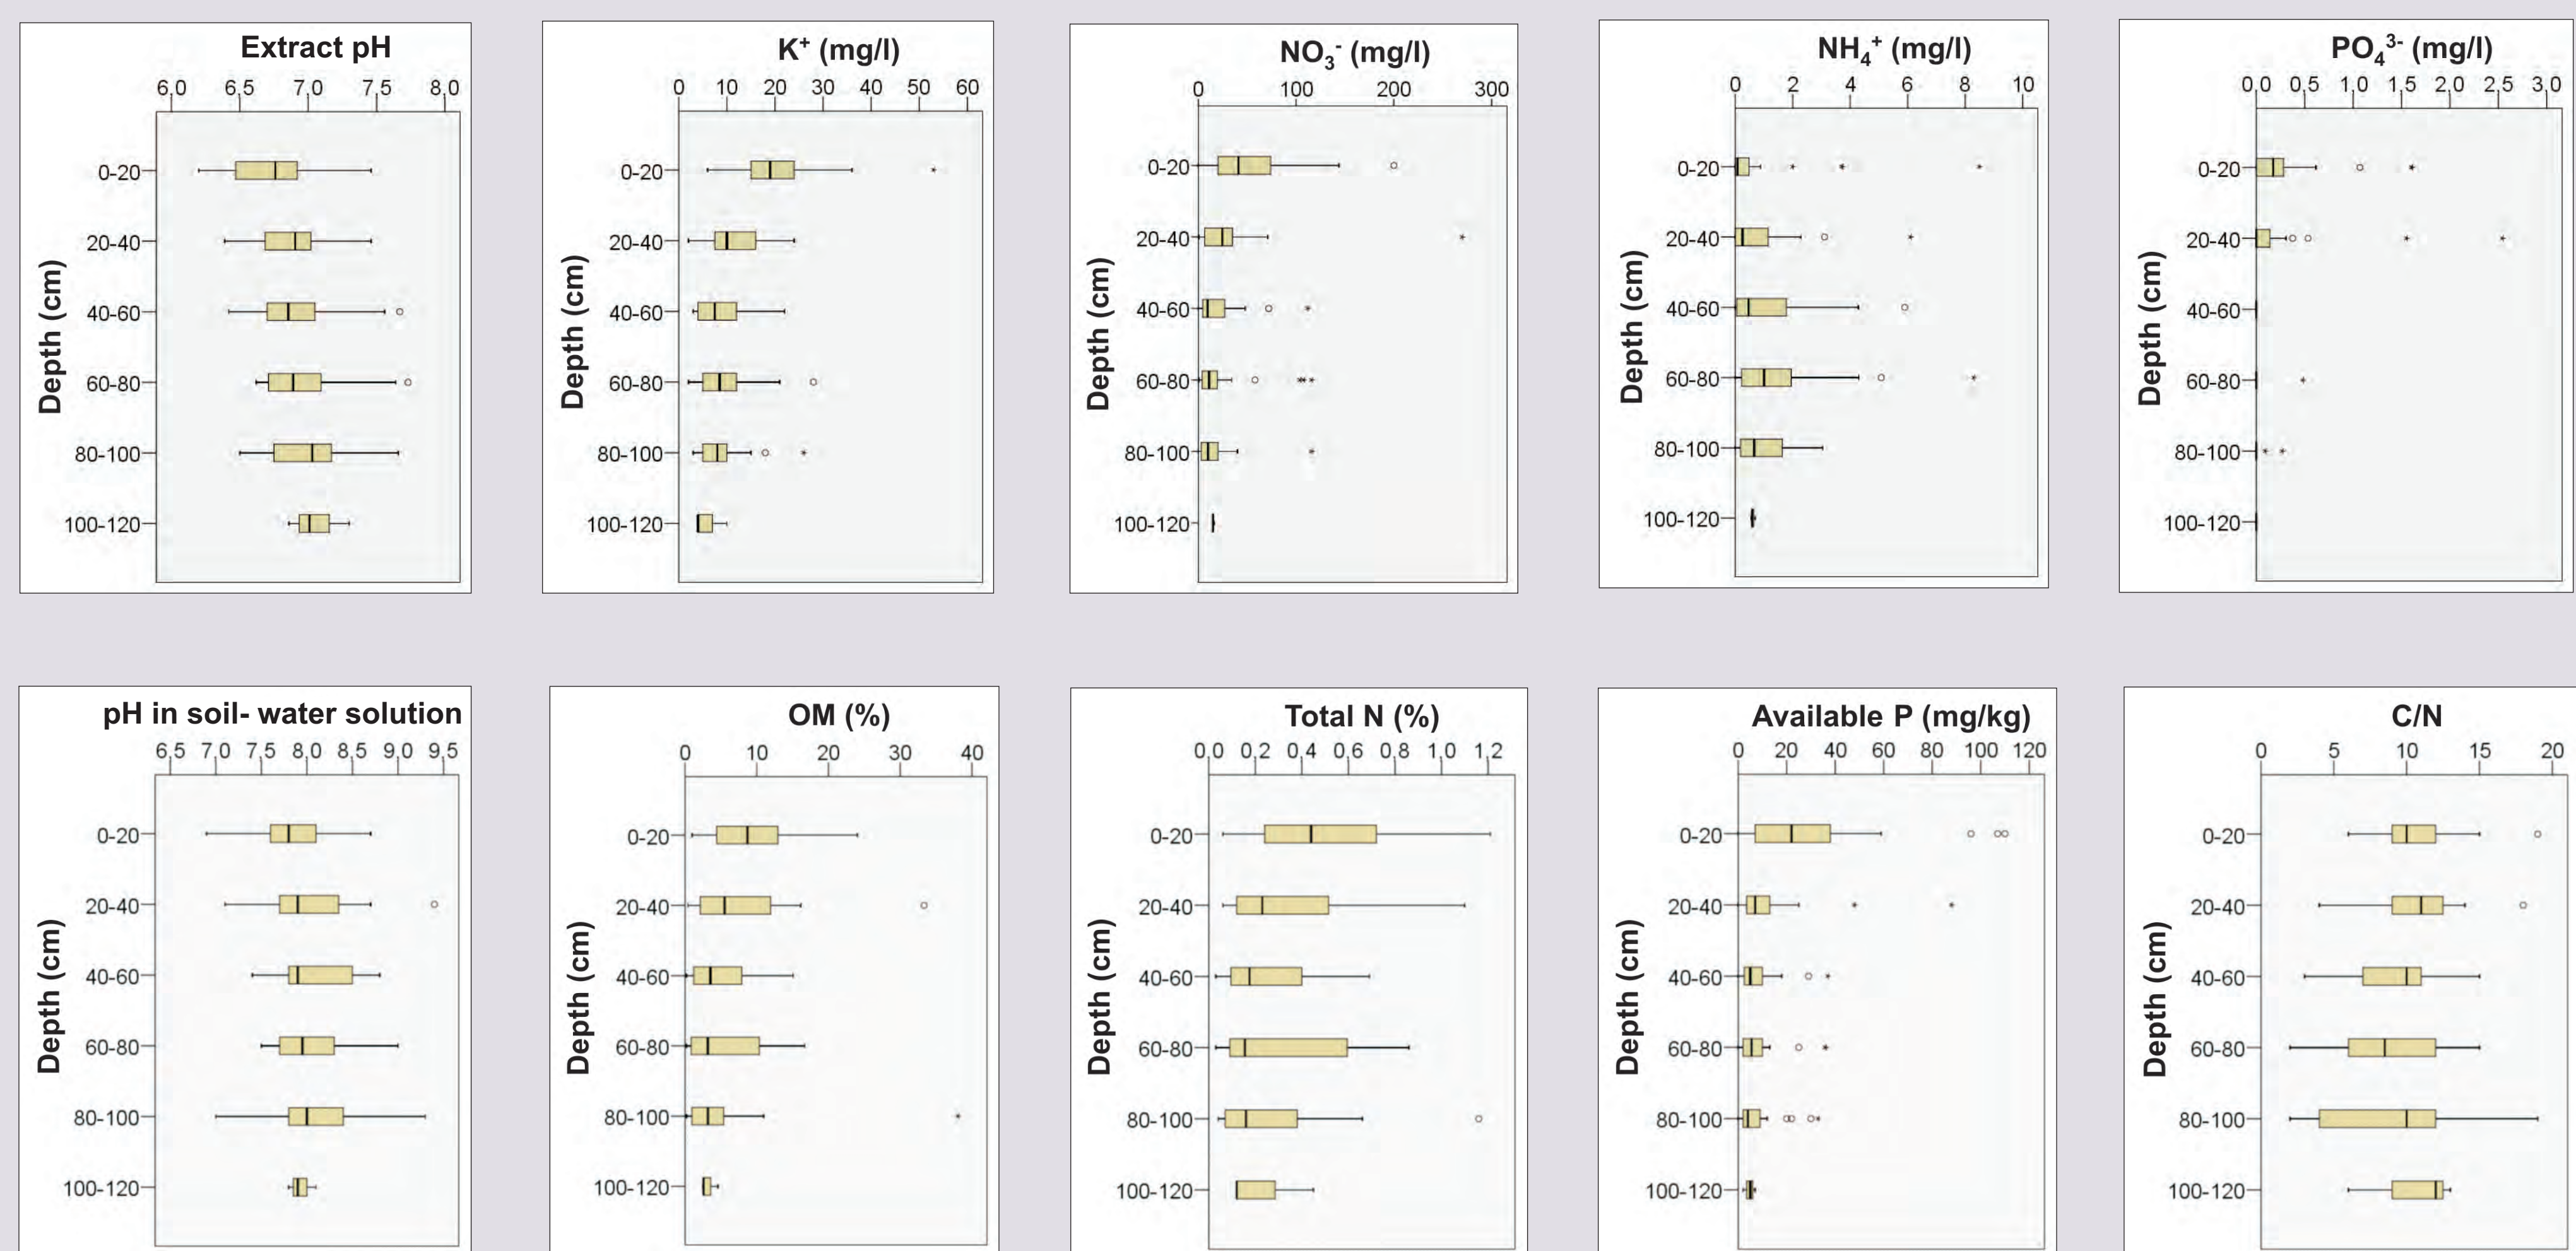 Extract pH
6,0 6,5 7,0 7,5 8,0
Depth (cm)
0-20
20-40
40-60
60-80
80-100
100-120
K+ (mg/l)
0 10 20 30 40 50 60
Depth (cm)
0-20
20-40
40-60
60-80
80-100
100-120
NO3- (mg/l)
0 100 200 300
Depth (cm)
0-20
20-40
40-60
60-80
80-100
100-120
NH4+ (mg/l)
0 2 4 6 8 10
Depth (cm)
0-20
20-40
40-60
60-80
80-100
100-120
PO43- (mg/l)
0,0 0,5 1,0 1,5 2,0 2,5 3,0
Depth (cm)
0-20
20-40
40-60
60-80
80-100
100-120
pH in soil- water solution
6,5 7,0 7,5 8,0 8,5 9,0 9,5
Depth (cm)
0-20
20-40
40-60
60-80
80-100
100-120
OM (%)
0 10 20 30 40
Depth (cm)
0-20
20-40
40-60
60-80
80-100
100-120
Total N (%)
0,0 0,2 0,4 0,6 0,8 1,0 1,2
Depth (cm)
0-20
20-40
40-60
60-80
80-100
100-120
Available P (mg/kg)
0 20 40 60 80 100 120
Depth (cm)
0-20
20-40
40-60
60-80
80-100
100-120
C/N
0 5 10 15 20
Depth (cm)
0-20
20-40
40-60
60-80
80-100
100-120